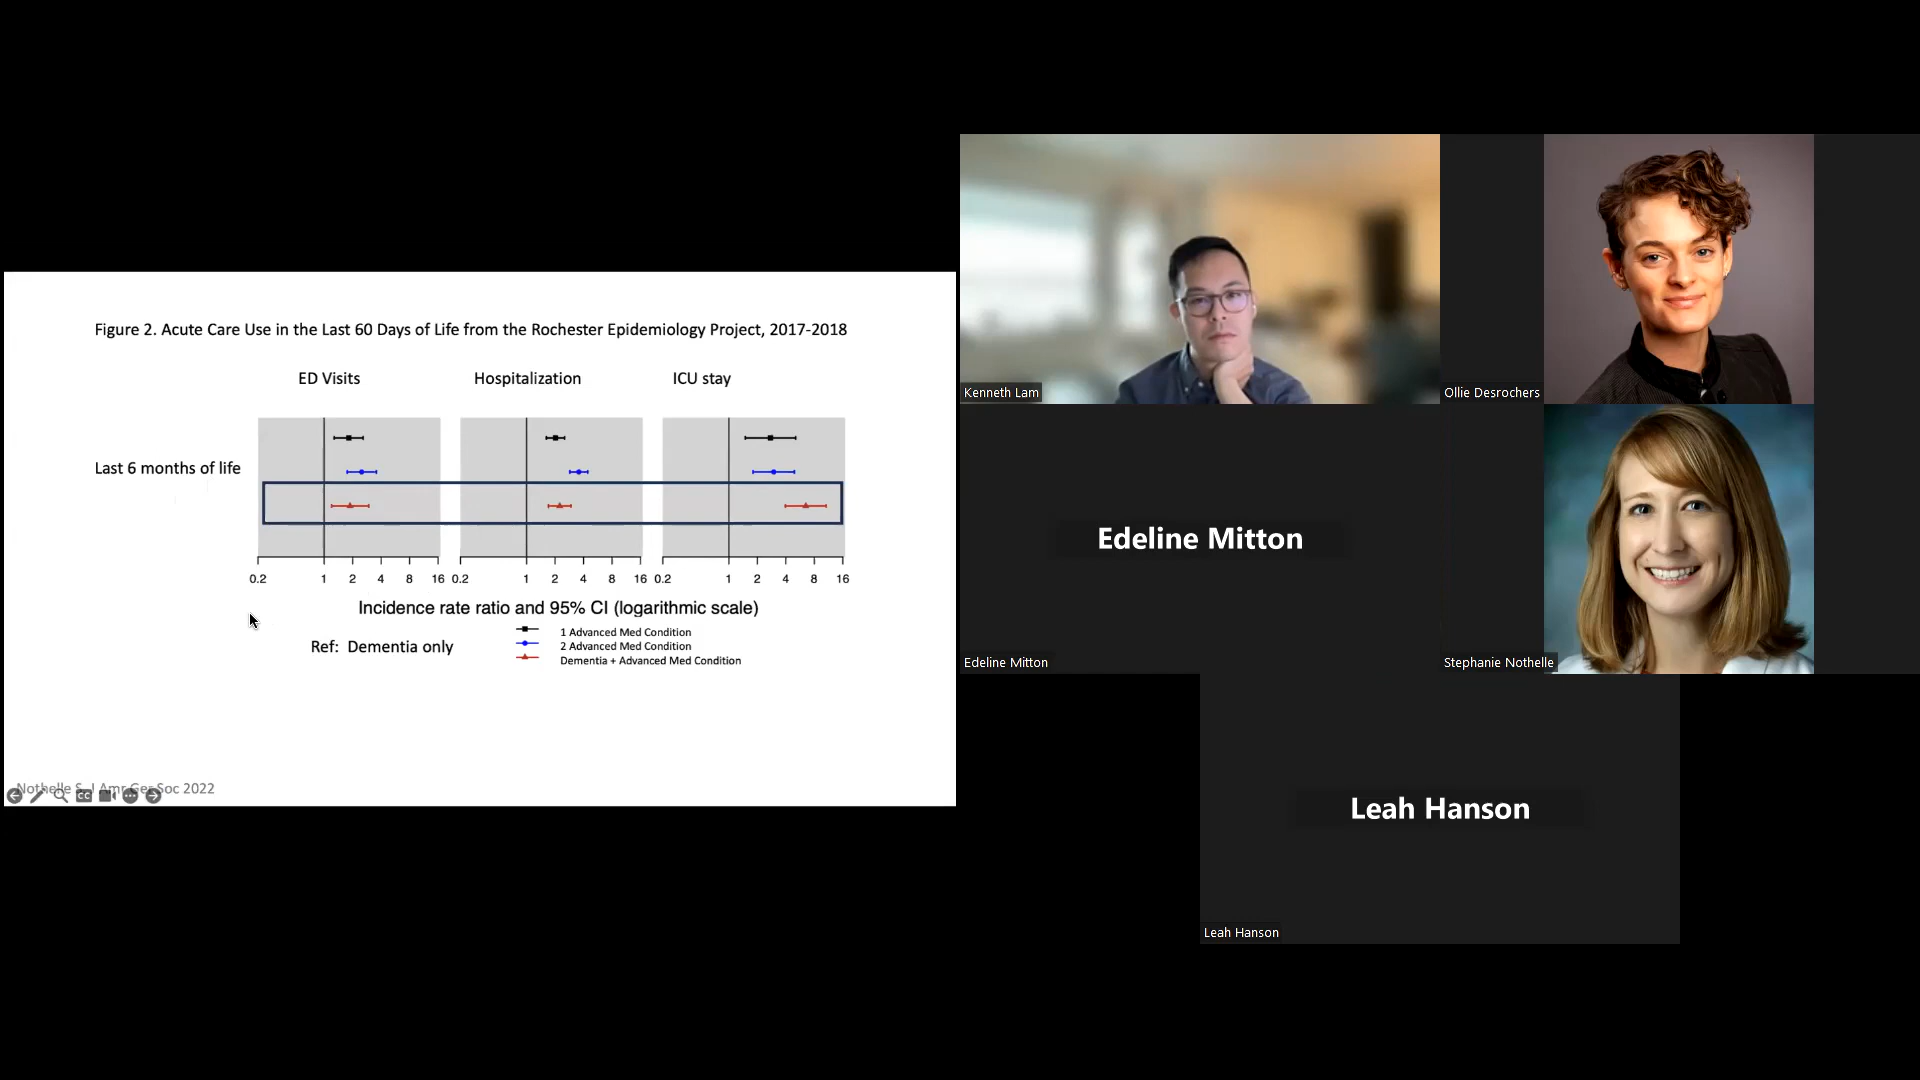 Figure 2. Acute Care Use in the Last 60 Days of Life from the Rochester Epidemiology Project, 2017-2018
ED Visits Hospitalization ICU stay
Last 6 months of life
0.2 1 2 4 8 16 0.2 1 2 4 8 16 0.2 1 2 4 8 16
Incidence rate ratio and 95% CI (logarithmic scale)
Ref: Dementia only
1 Advanced Med Condition
2 Advanced Med Condition
Dementia + Advanced Med Condition
Nothelle S, J Amr Ger Soc 2022
CC
Kenneth Lam
Ollie Desrochers
Edeline Mitton
Edeline Mitton
Stephanie Nothelle
Leah Hanson
Leah Hanson